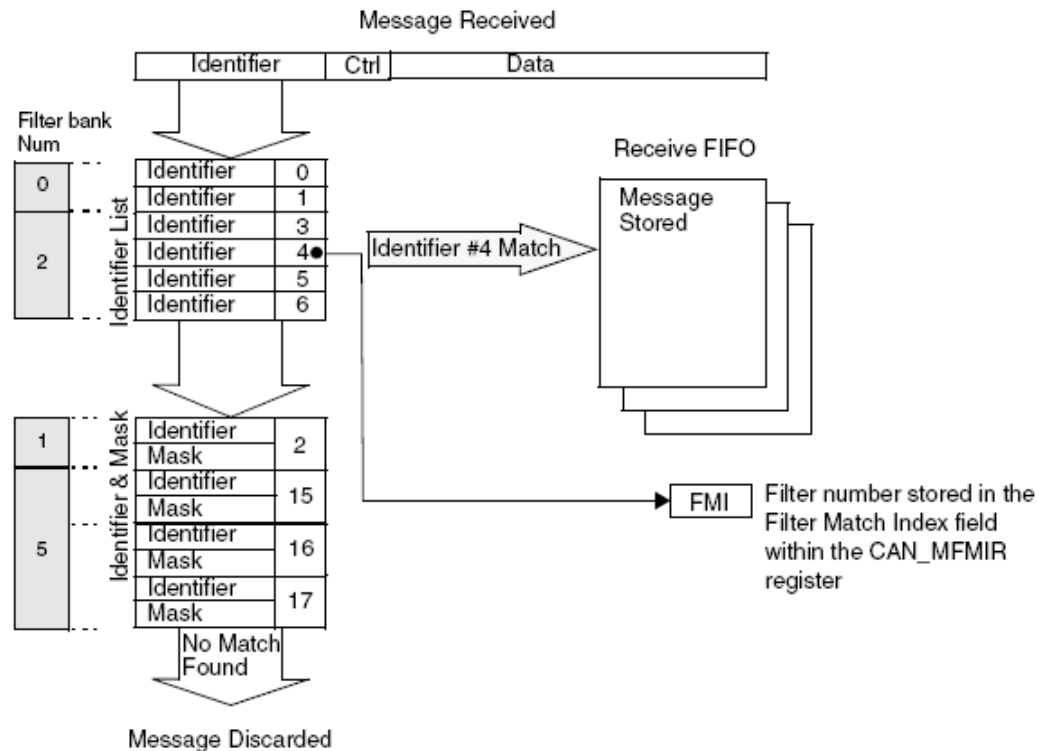 Message Received
Identifier Ctrl Data
Filter bank
Num
0
2
Identifier List
Identifier 0
Identifier 1
Identifier 3
Identifier 4
Identifier 5
Identifier 6
Identifier #4 Match
Receive FIFO
Message
Stored
1
5
Identifier & Mask
Identifier
Mask
2
Identifier
Mask
15
Identifier
Mask
16
Identifier
Mask
17
FMI
Filter number stored in the
Filter Match Index field
within the CAN_MFMIR
register
No Match
Found
Message Discarded